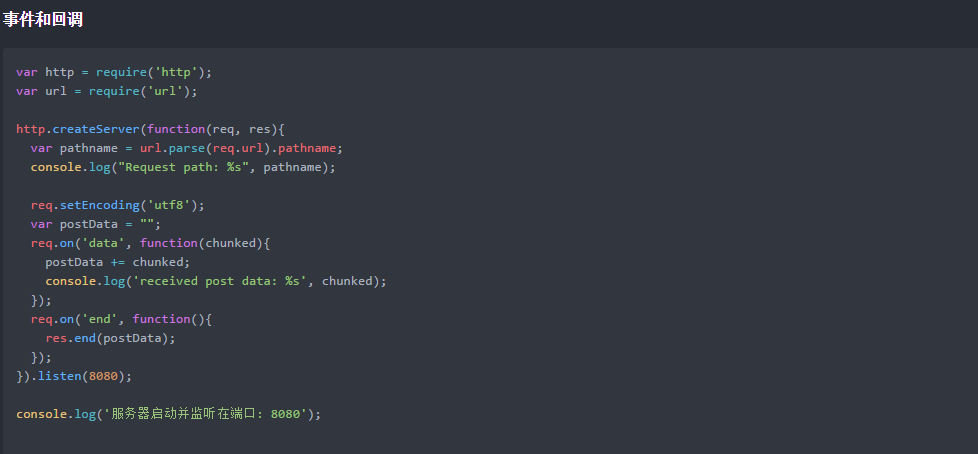 事件和回调
var http = require('http');
var url = require('url');
http.createServer(function(req, res){
  var pathname = url.parse(req.url).pathname;
  console.log("Request path: %s", pathname);
  req.setEncoding('utf8');
  var postData = "";
  req.on('data', function(chunked){
    postData += chunked;
    console.log('received post data: %s', chunked);
  });
  req.on('end', function(){
    res.end(postData);
  });
}).listen(8080);
console.log('服务器启动并监听在端口: 8080');